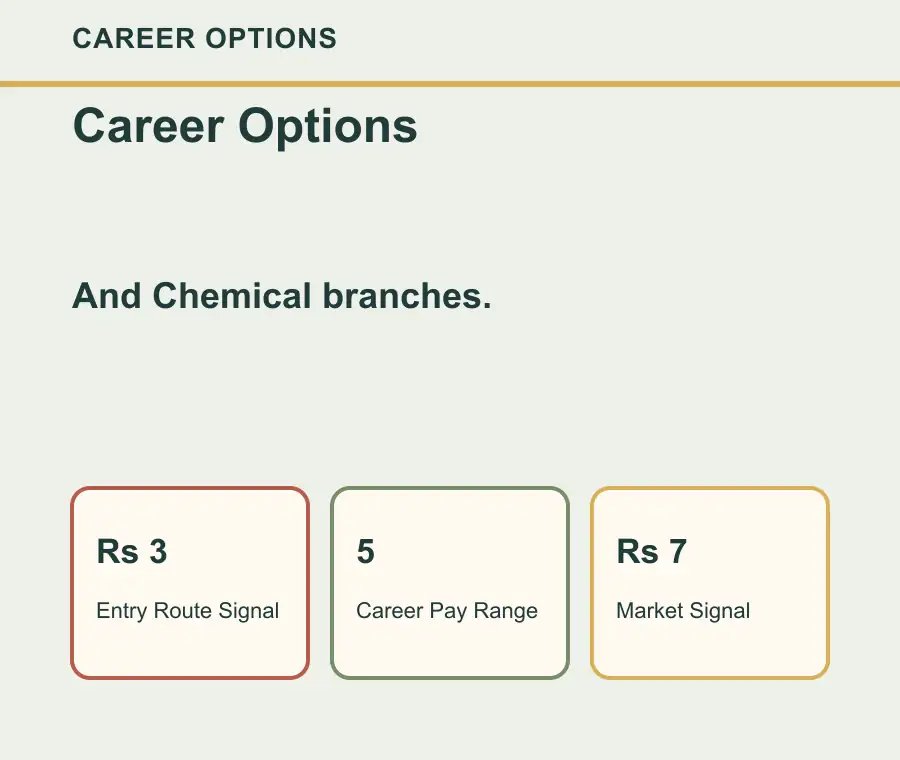 CAREER OPTIONS
Career Options
And Chemical branches.
Rs 3
Entry Route Signal
5
Career Pay Range
Rs 7
Market Signal